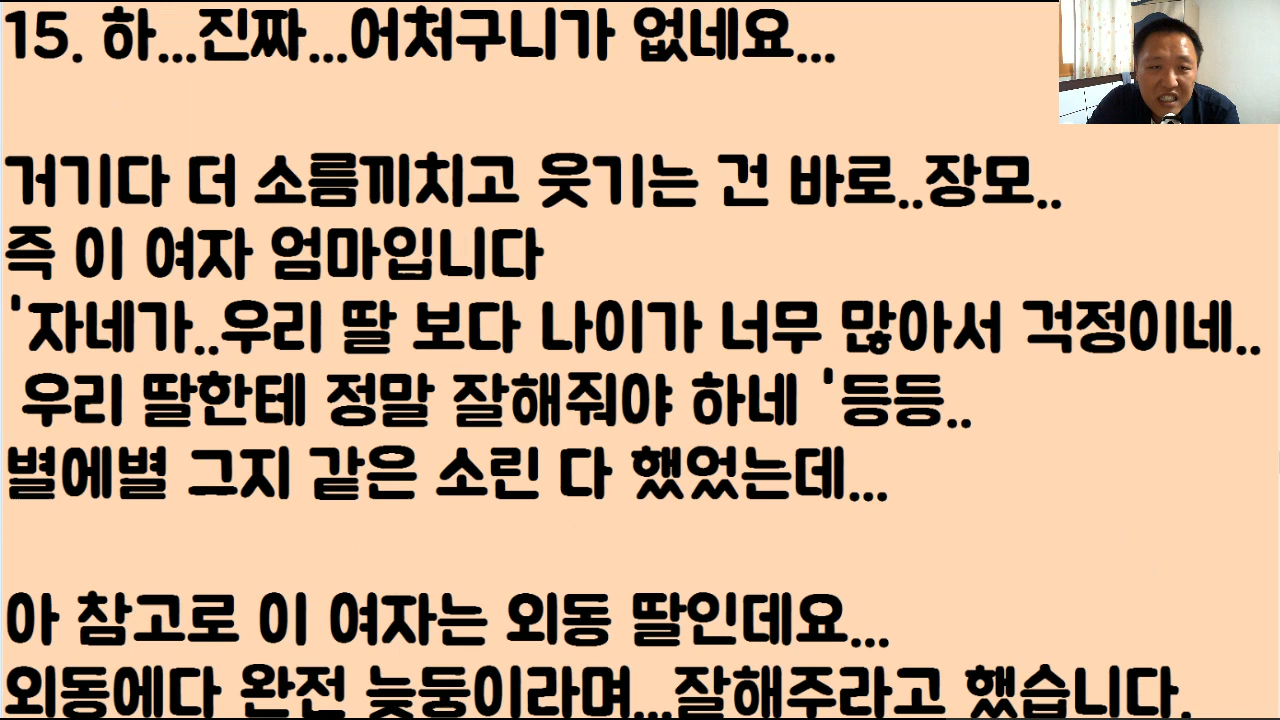 15. 하...진짜...어처구니가 없네요...
거기다 더 소름끼치고 웃기는 건 바로..장모..
즉 이 여자 엄마입니다
'자네가..우리 딸 보다 나이가 너무 많아서 걱정이네..
우리 딸한테 정말 잘해줘야 하네 '등등..
별에별 그지 같은 소린 다 했었는데...
아 참고로 이 여자는 외동 딸인데요...
외동에다 완전 늦둥이라며...잘해주라고 했습니다.